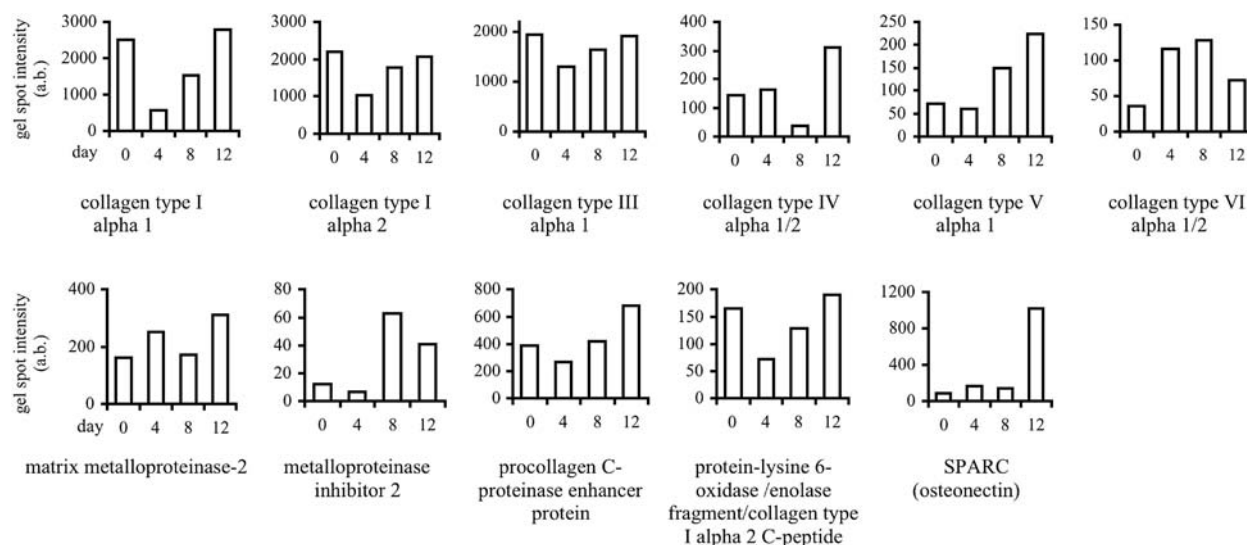 gel spot intensity
(a.b.)
3000
2000
1000
0
day
0 4 8 12
collagen type I
alpha 1
3000
2000
1000
0
0 4 8 12
collagen type I
alpha 2
2000
1000
0
0 4 8 12
collagen type III
alpha 1
400
300
200
100
0
0 4 8 12
collagen type IV
alpha 1/2
250
200
150
100
50
0
0 4 8 12
collagen type V
alpha 1
150
100
50
0
0 4 8 12
collagen type VI
alpha 1/2
gel spot intensity
(a.b.)
400
200
0
day
0 4 8 12
matrix metalloproteinase-2
80
60
40
20
0
0 4 8 12
metalloproteinase
inhibitor 2
800
600
400
200
0
0 4 8 12
procollagen C-
proteinase enhancer
protein
200
150
100
50
0
0 4 8 12
protein-lysine 6-
oxidase /enolase
fragment/collagen type
I alpha 2 C-peptide
1200
800
400
0
0 4 8 12
SPARC
(osteonectin)